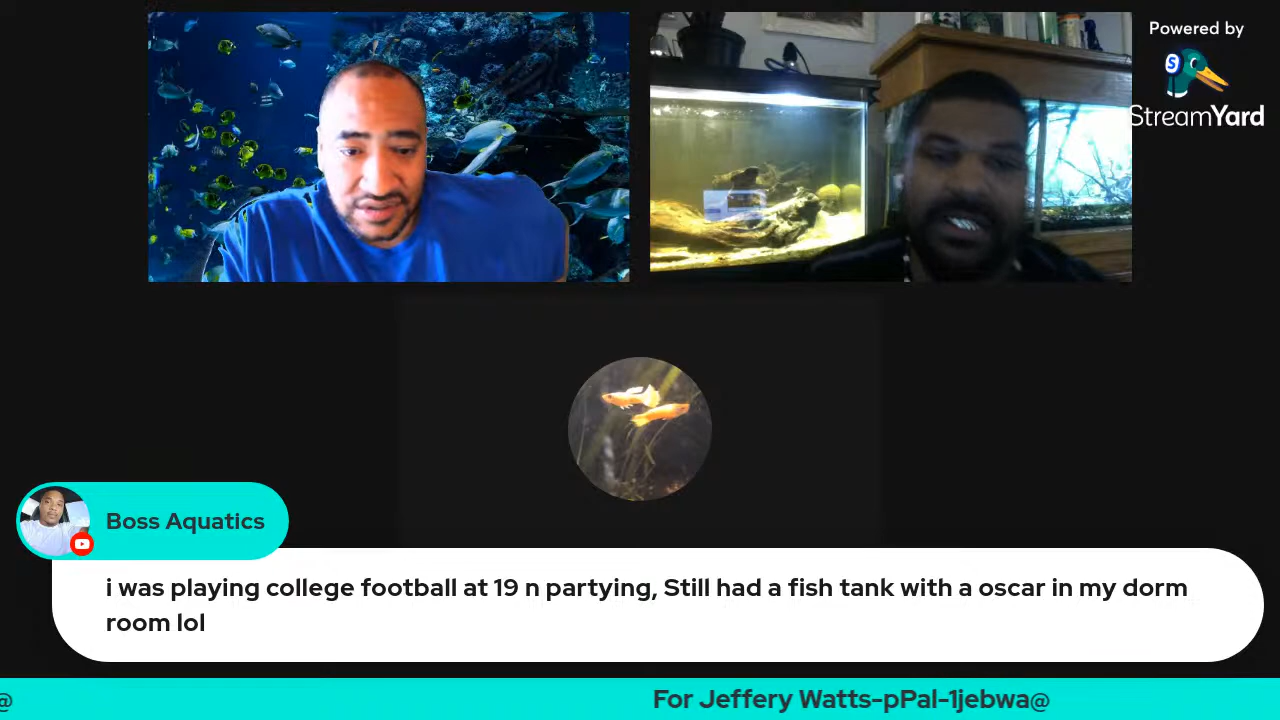 Powered by
StreamYard
Boss Aquatics
i was playing college football at 19 n partying, Still had a fish tank with a oscar in my dorm
room lol
@
For Jeffery Watts-pPal-1jebwa@